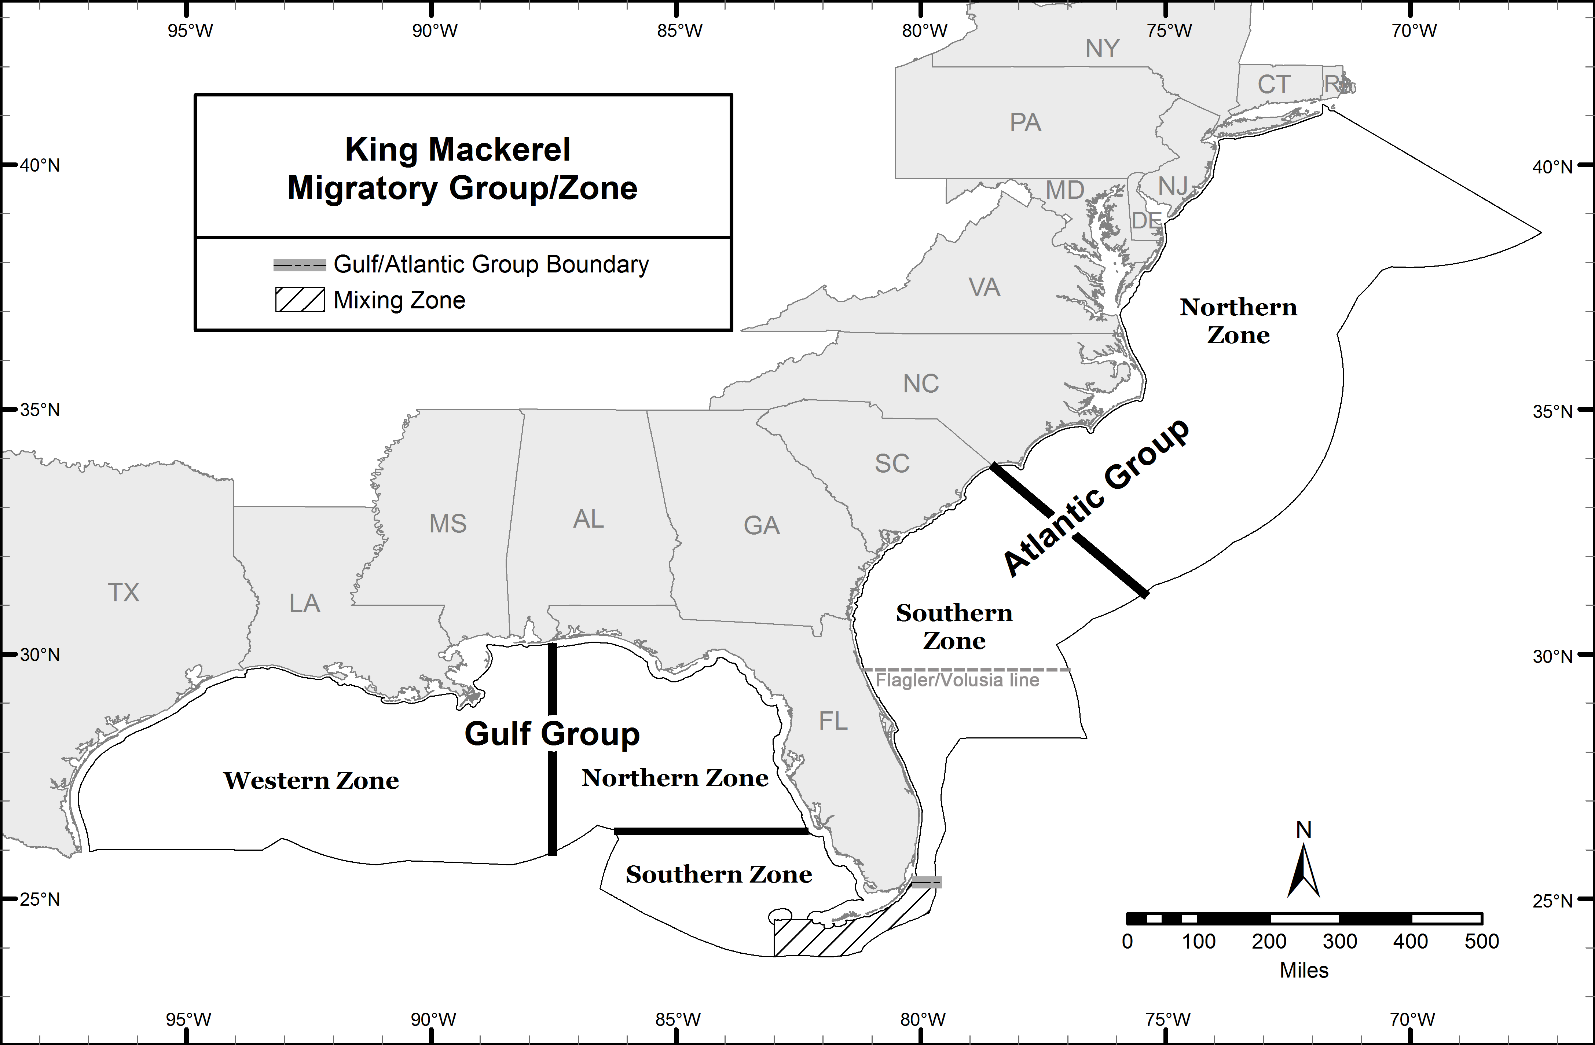 95°W
90°W
85°W
80°W
75°W
70°W
NY
CT
RI
PA
40°N
40°N
King Mackerel
Migratory Group/Zone
MD
NJ
DE
Gulf/Atlantic Group Boundary
Mixing Zone
VA
Northern
Zone
NC
35°N
35°N
SC
Atlantic Group
MS
AL
GA
TX
LA
Southern
Zone
30°N
30°N
Flagler/Volusia line
FL
Gulf Group
Western Zone
Northern Zone
Southern Zone
N
25°N
25°N
0
100
200
300
400
500
Miles
95°W
90°W
85°W
80°W
75°W
70°W